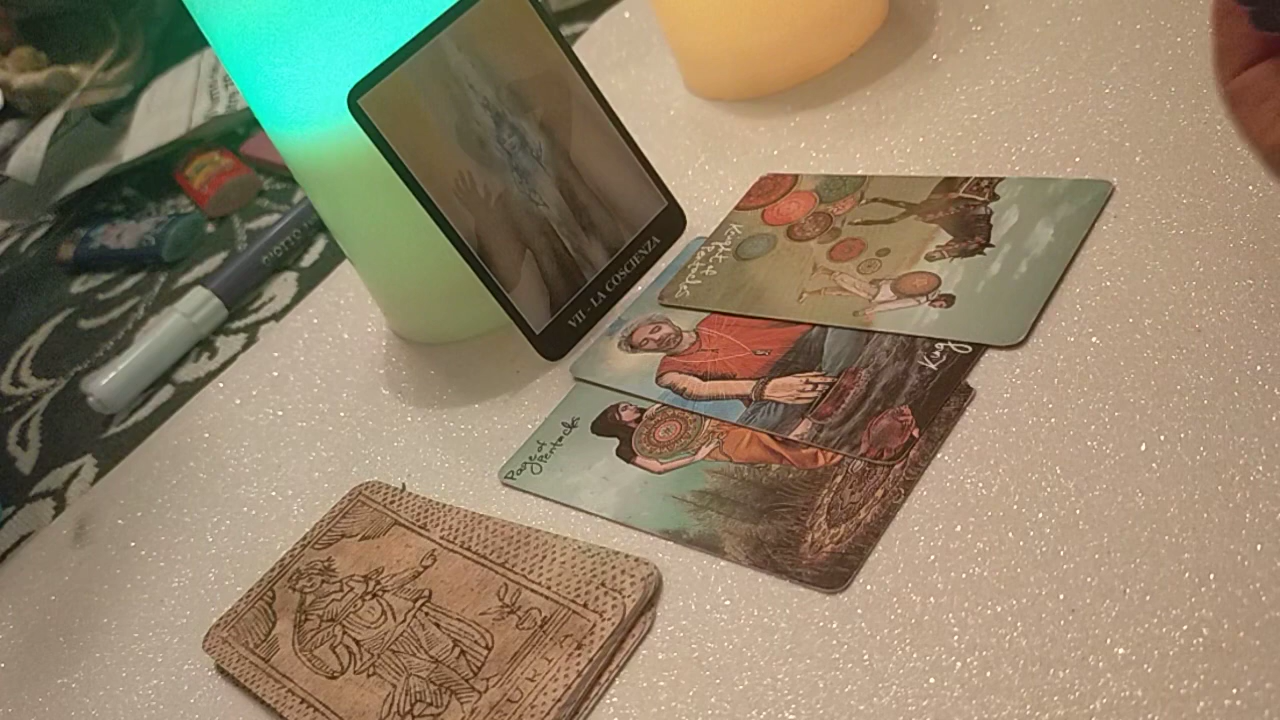 GIOTTO
VII - LA COSCIENZA
Knight of
Pentacles
King
Page of
Pentacles